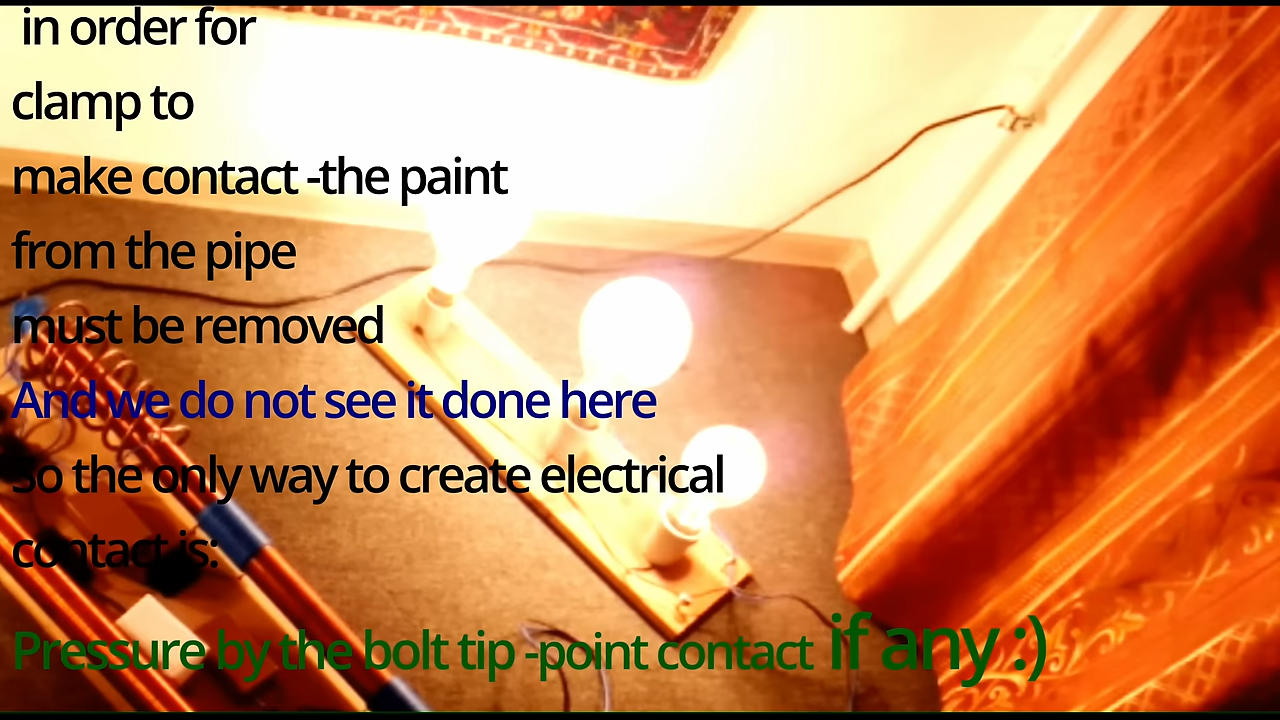 in order for
clamp to
make contact -the paint
from the pipe
must be removed
And we do not see it done here
So the only way to create electrical
contact is:
Pressure by the bolt tip -point contact if any :)